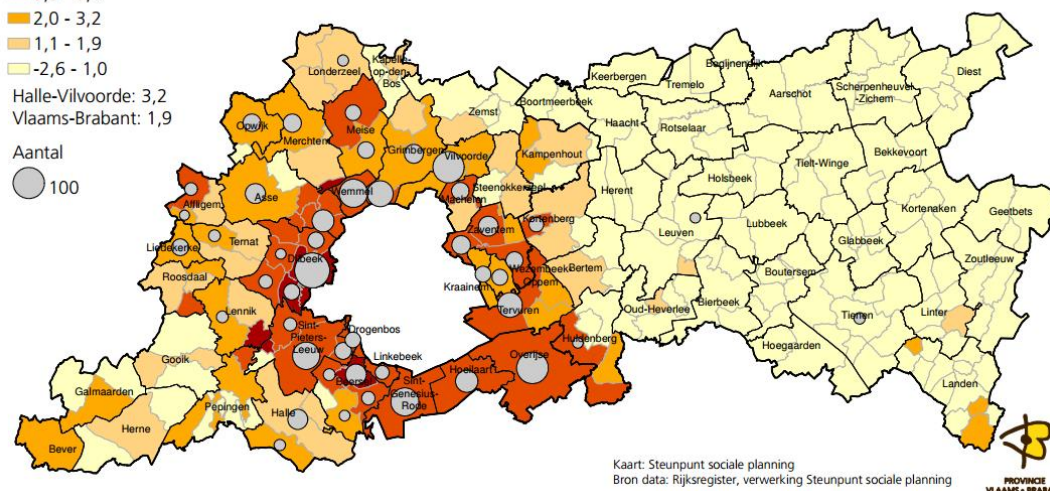 2,0 - 3,2
1,1 - 1,9
-2,6 - 1,0
Halle-Vilvoorde: 3,2
Vlaams-Brabant: 1,9
Aantal
100
Londerzeel
Kapelle-
op-den-
Bos
Opwijk
Merchten
Meise
Grimbergen
Vilvoorde
Zemst
Boortmeerbeek
Kampenhout
Steenokkerzeel
Machelen
Affligem
Asse
Wemmel
Liedekerke
Ternat
Dilbeek
Roosdaal
Lennik
Zaventem
Kortenberg
Kraainem
Wezembeek
Oppem
Bertem
Tervuren
Huldenberg
Overijse
Hoeilaart
Sint-
Pieters-
Leeuw
Drogenbos
Linkebeek
Beersel
Sint-
Genesius-
Rode
Gooik
Galmaarden
Herne
Bever
Pepingen
Halle
Keerbergen
Tremelo
Begijnendijk
Haacht
Rotselaar
Aarschot
Scherpenheuvel
-Zichem
Diest
Herent
Holsbeek
Tielt-Winge
Bekkevoort
Leuven
Lubbeek
Kortenaken
Geetbets
Glabbeek
Zoutleeuw
Boutersem
Oud-Heverlee
Bierbeek
Tienen
Linter
Hoegaarden
Landen
Kaart: Steunpunt sociale planning
Bron data: Rijksregister, verwerking Steunpunt sociale planning
PROVINCIE